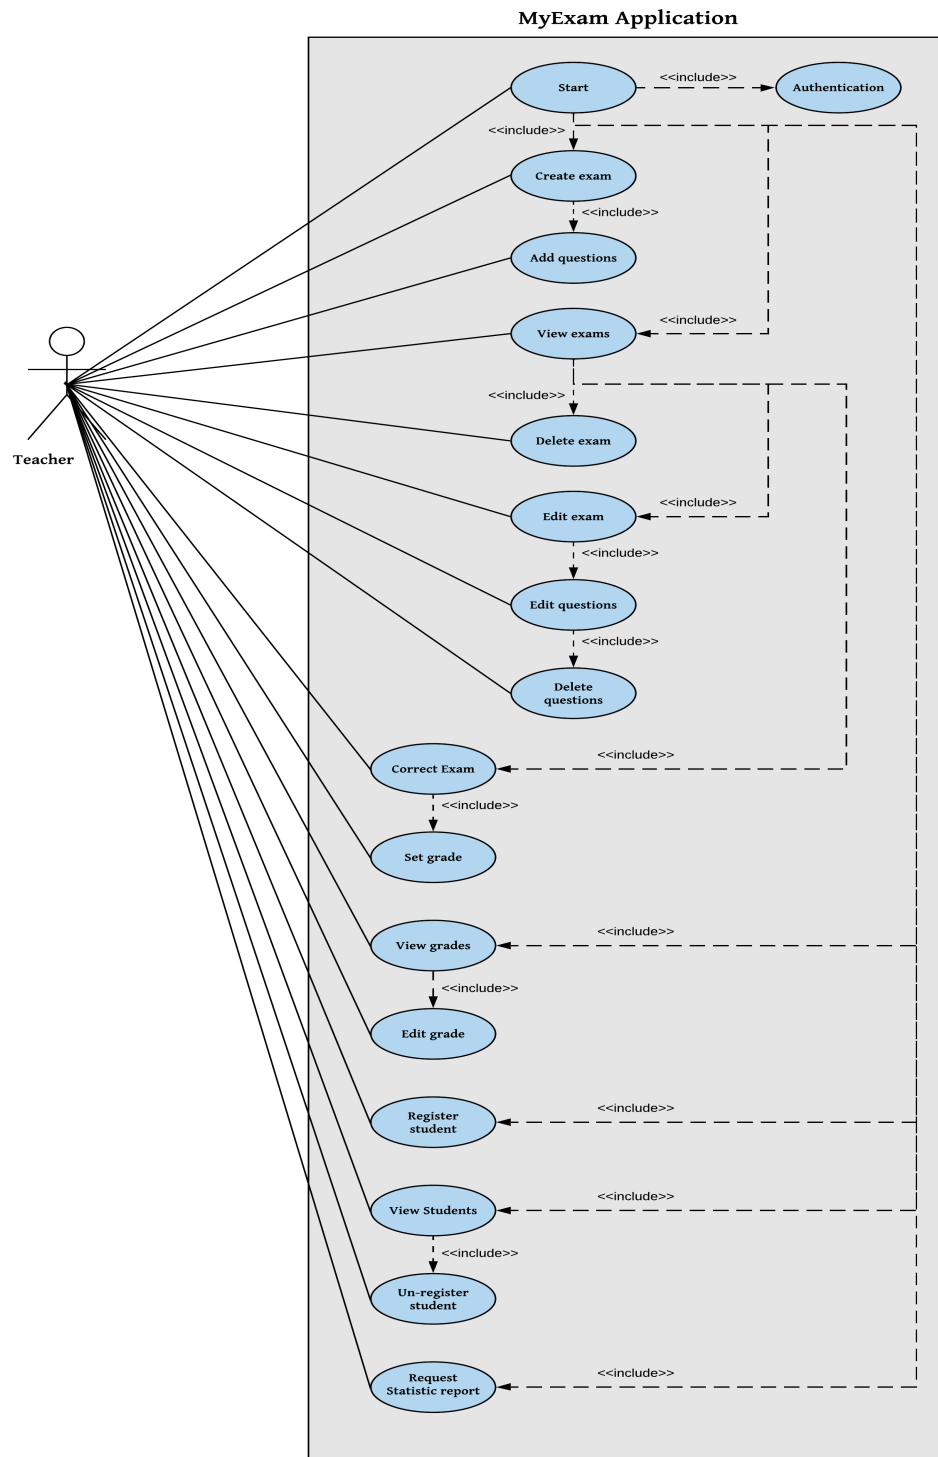 MyExam Application
Start
<<include>>
Authentication
<<include>>
Create exam
<<include>>
Add questions
View exams
<<include>>
<<include>>
Delete exam
Teacher
Edit exam
<<include>>
<<include>>
Edit questions
<<include>>
Delete
questions
Correct Exam
<<include>>
<<include>>
Set grade
View grades
<<include>>
<<include>>
Edit grade
Register
student
<<include>>
View Students
<<include>>
<<include>>
Un-register
student
Request
Statistic report
<<include>>